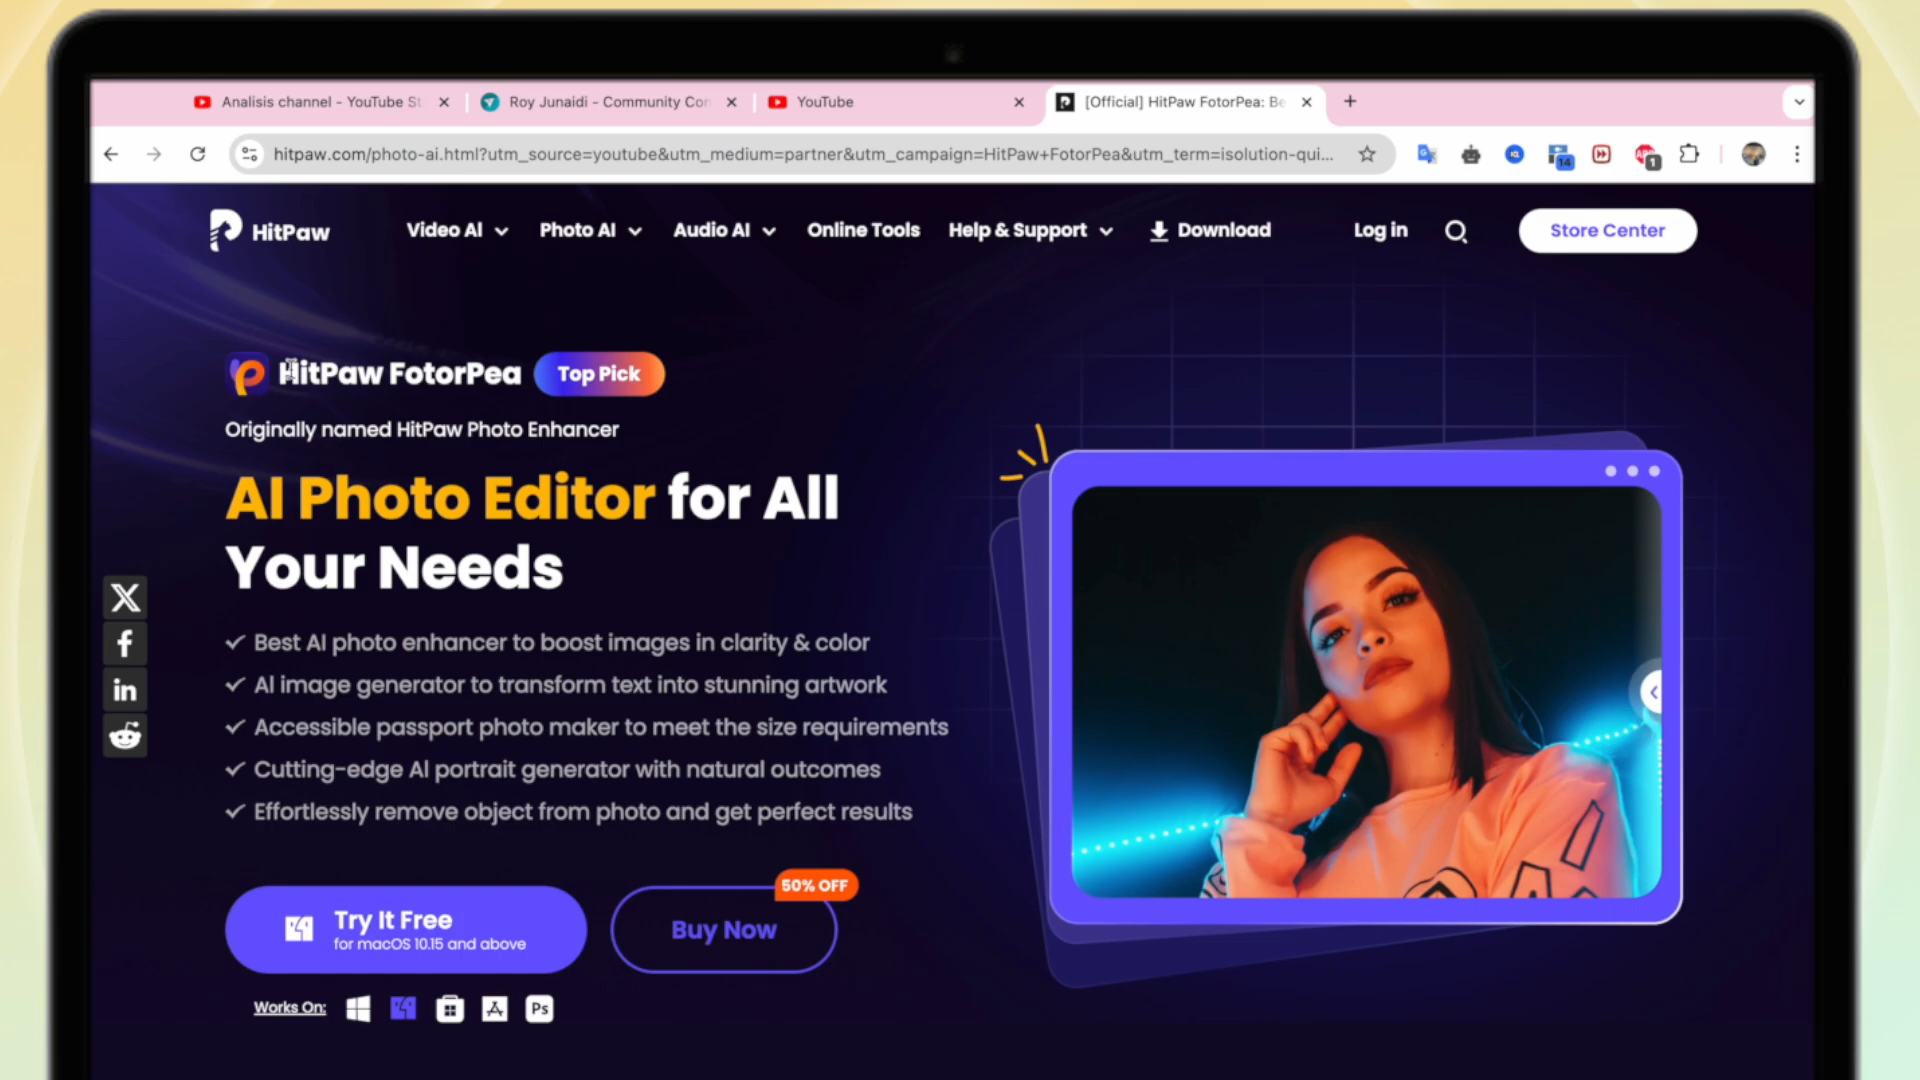 Analisis channel - YouTube St
Roy Junaidi - Community Con
YouTube
[Official] HitPaw FotorPea: Be
hitpaw.com/photo-ai.html?utm_source=youtube&utm_medium=partner&utm_campaign=HitPaw+FotorPea&utm_term=isolution-qui...
14
1
HitPaw
Video AI
Photo AI
Audio AI
Online Tools
Help & Support
Download
Log in
Store Center
HitPaw FotorPea
Top Pick
Originally named HitPaw Photo Enhancer
AI Photo Editor for All
Your Needs
Best AI photo enhancer to boost images in clarity & color
AI image generator to transform text into stunning artwork
Accessible passport photo maker to meet the size requirements
Cutting-edge AI portrait generator with natural outcomes
Effortlessly remove object from photo and get perfect results
50% OFF
Try It Free
for macOS 10.15 and above
Buy Now
Works On:
Ps